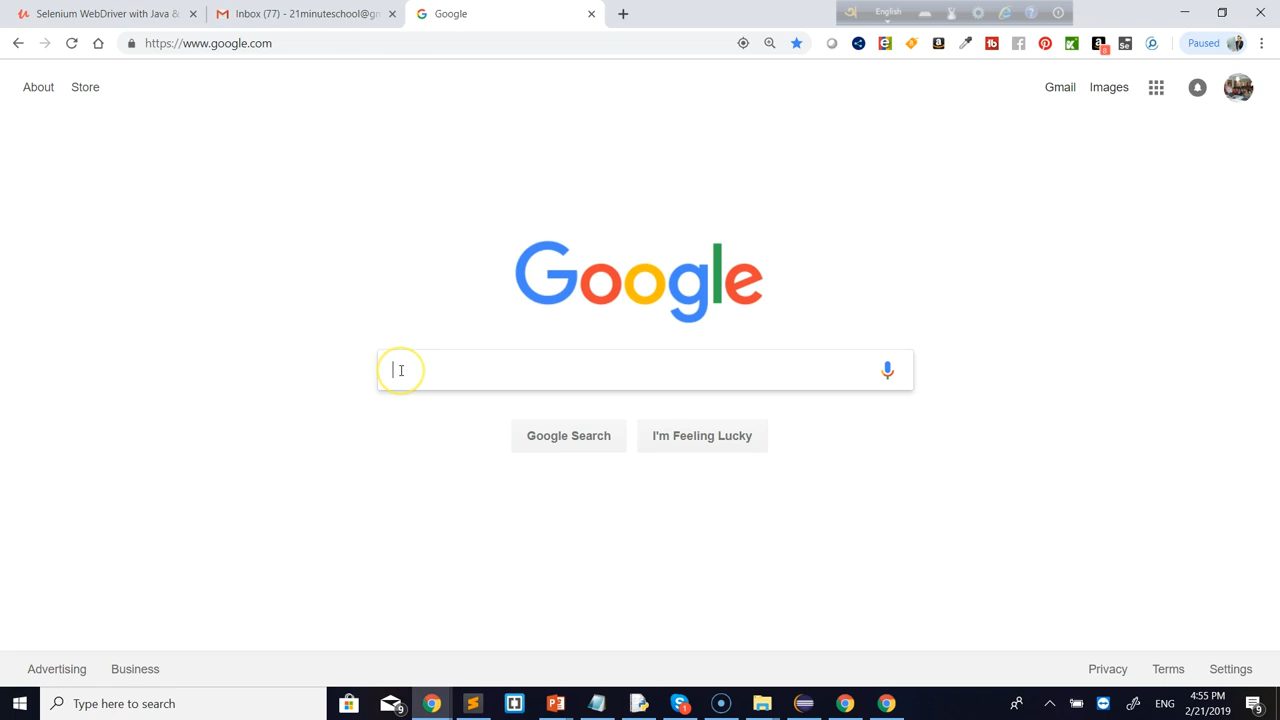 Selenium WebDriver with Java &
Inbox (77) - 21minuteschool@gm
Google
English
https://www.google.com
Paused
About
Store
Gmail
Images
Google
Google Search
I'm Feeling Lucky
Advertising
Business
Privacy
Terms
Settings
Type here to search
ENG
4:55 PM
2/21/2019